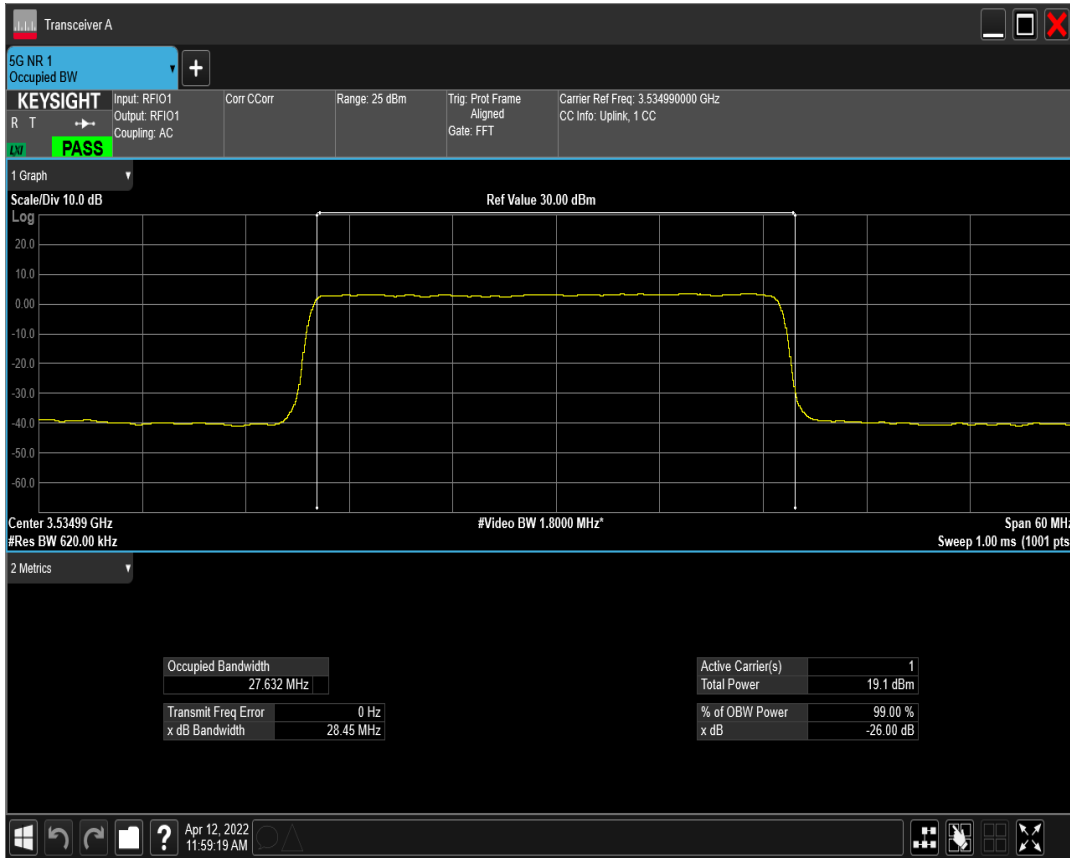 Transceiver A
5G NR 1
Occupied BW
KEYSIGHT
R T
LXI
PASS
Input: RFIO1
Output: RFIO1
Coupling: AC
Corr CCorr
Range: 25 dBm
Trig: Prot Frame
Aligned
Gate: FFT
Carrier Ref Freq: 3.534990000 GHz
CC Info: Uplink, 1 CC
1 Graph
Scale/Div 10.0 dB
Ref Value 30.00 dBm
Log
20.0
10.0
0.00
-10.0
-20.0
-30.0
-40.0
-50.0
-60.0
Center 3.53499 GHz
#Video BW 1.8000 MHz*
Span 60 MHz
#Res BW 620.00 kHz
Sweep 1.00 ms (1001 pts
2 Metrics
Occupied Bandwidth
27.632 MHz
Transmit Freq Error 0 Hz
x dB Bandwidth 28.45 MHz
Active Carrier(s) 1
Total Power 19.1 dBm
% of OBW Power 99.00 %
x dB -26.00 dB
Apr 12, 2022
11:59:19 AM